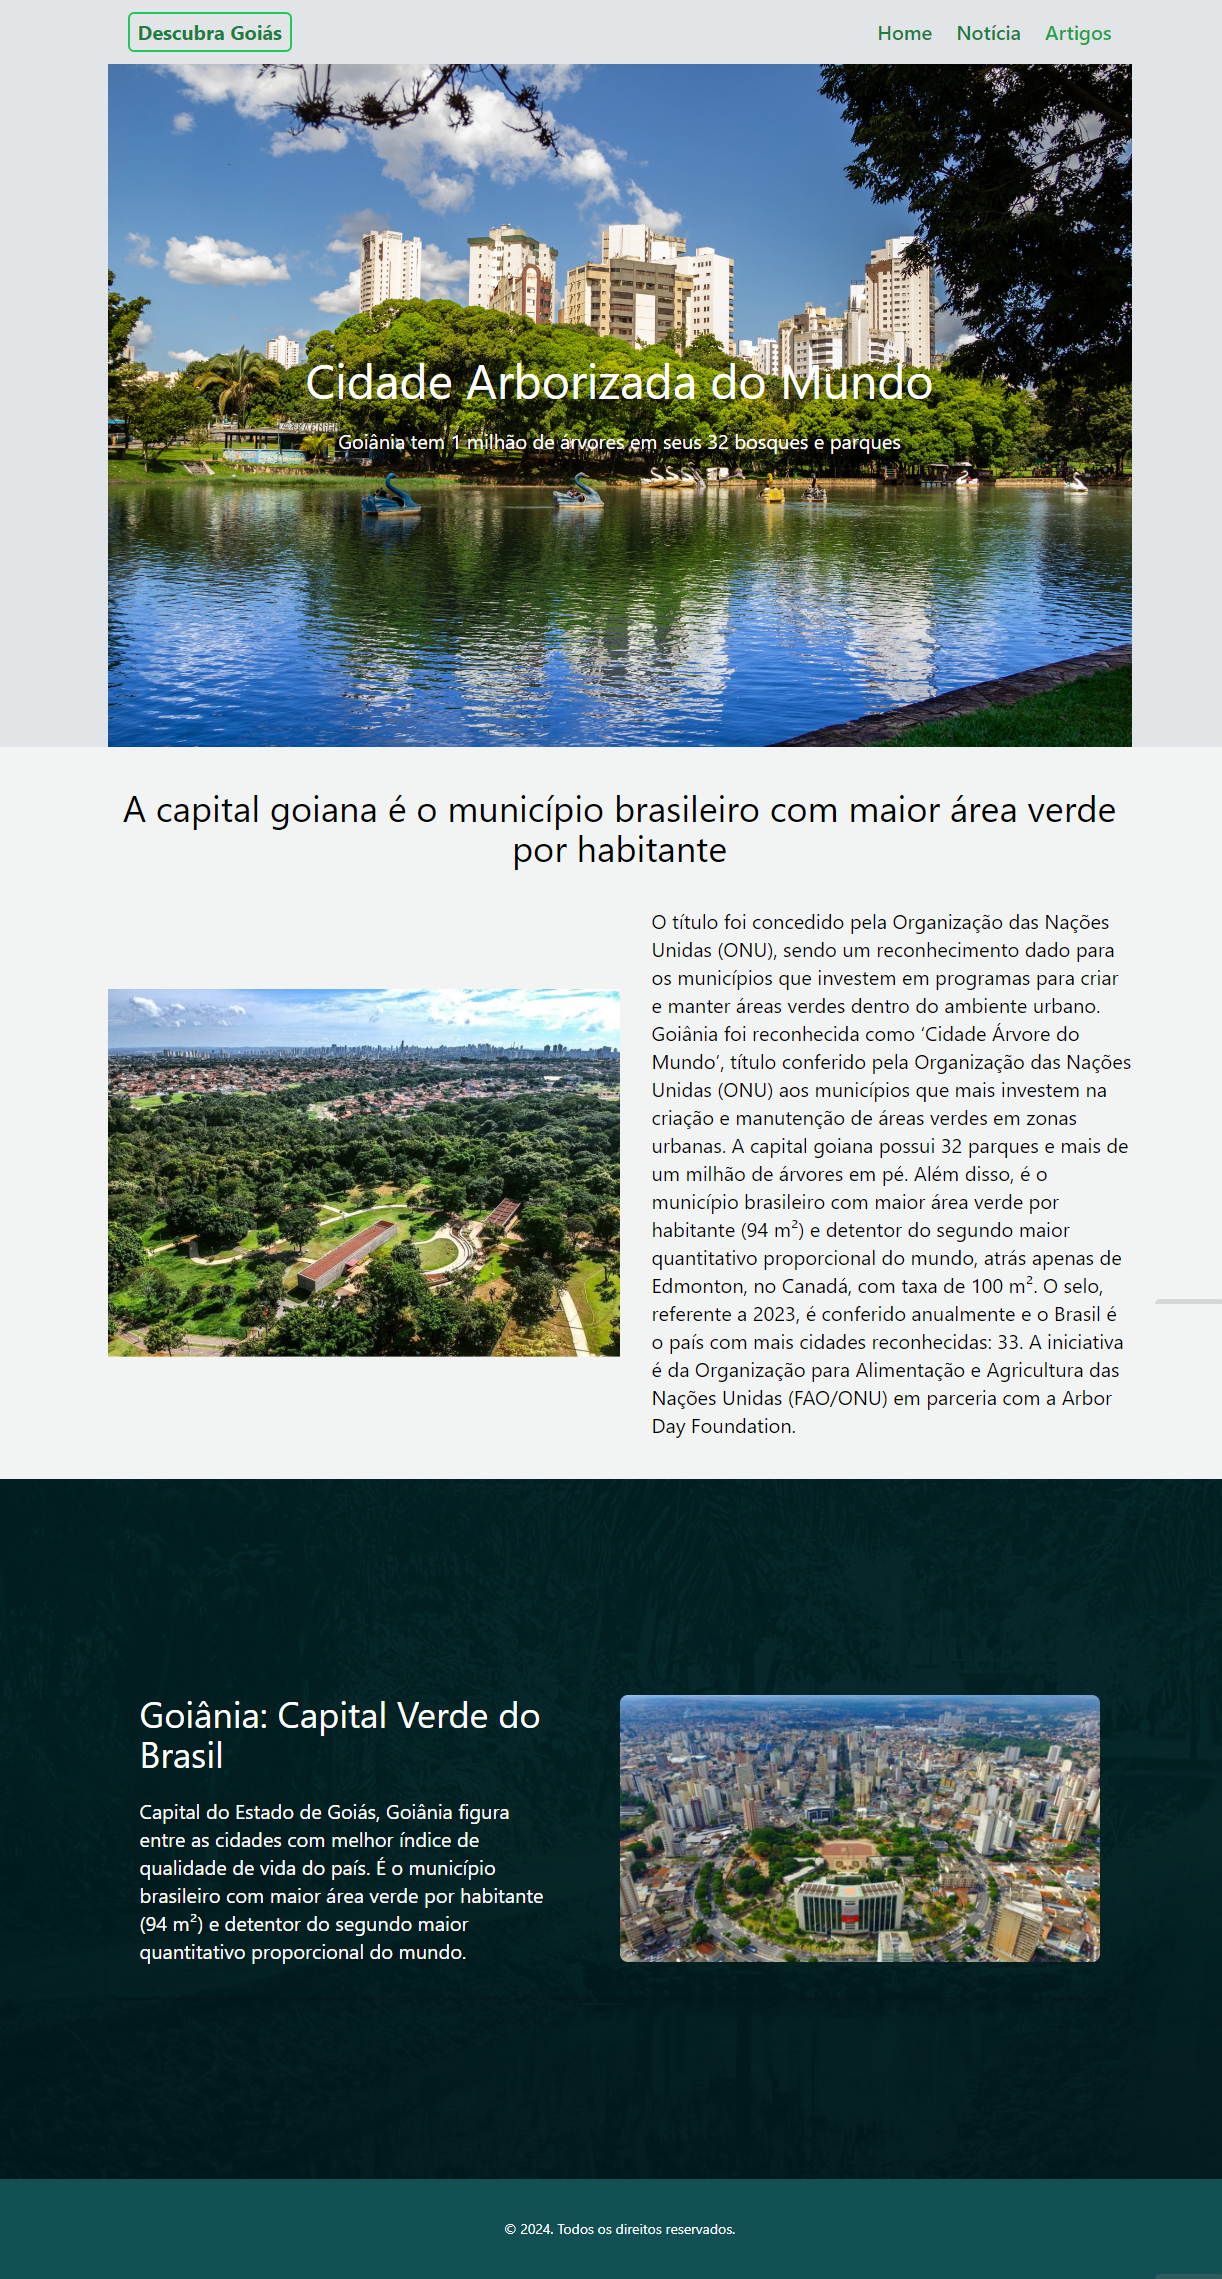 Descubra Goiás
Home Notícia Artigos
Cidade Arborizada do Mundo
Goiânia tem 1 milhão de árvores em seus 32 bosques e parques
A capital goiana é o município brasileiro com maior área verde
por habitante
O título foi concedido pela Organização das Nações
Unidas (ONU), sendo um reconhecimento dado para
os municípios que investem em programas para criar
e manter áreas verdes dentro do ambiente urbano.
Goiânia foi reconhecida como ‘Cidade Árvore do
Mundo’, título conferido pela Organização das Nações
Unidas (ONU) aos municípios que mais investem na
criação e manutenção de áreas verdes em zonas
urbanas. A capital goiana possui 32 parques e mais de
um milhão de árvores em pé. Além disso, é o
município brasileiro com maior área verde por
habitante (94 m²) e detentor do segundo maior
quantitativo proporcional do mundo, atrás apenas de
Edmonton, no Canadá, com taxa de 100 m². O selo,
referente a 2023, é conferido anualmente e o Brasil é
o país com mais cidades reconhecidas: 33. A iniciativa
é da Organização para Alimentação e Agricultura das
Nações Unidas (FAO/ONU) em parceria com a Arbor
Day Foundation.
Goiânia: Capital Verde do
Brasil
Capital do Estado de Goiás, Goiânia figura
entre as cidades com melhor índice de
qualidade de vida do país. É o município
brasileiro com maior área verde por habitante
(94 m²) e detentor do segundo maior
quantitativo proporcional do mundo.
© 2024. Todos os direitos reservados.